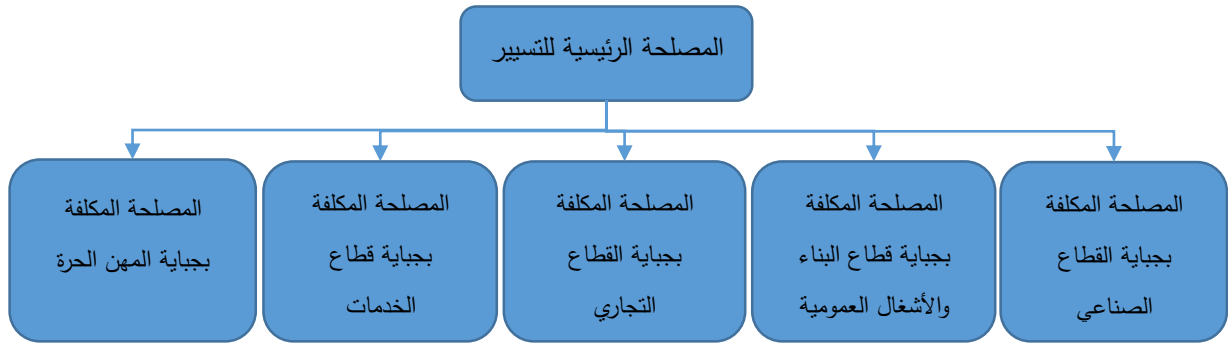 المصلحة الرئيسية للتسيير
المصلحة المكلفة
بجباية القطاع
الصناعي
المصلحة المكلفة
بجباية قطاع البناء
والأشغال العمومية
المصلحة المكلفة
بجباية القطاع
التجاري
المصلحة المكلفة
بجباية قطاع
الخدمات
المصلحة المكلفة
بجباية المهن الحرة